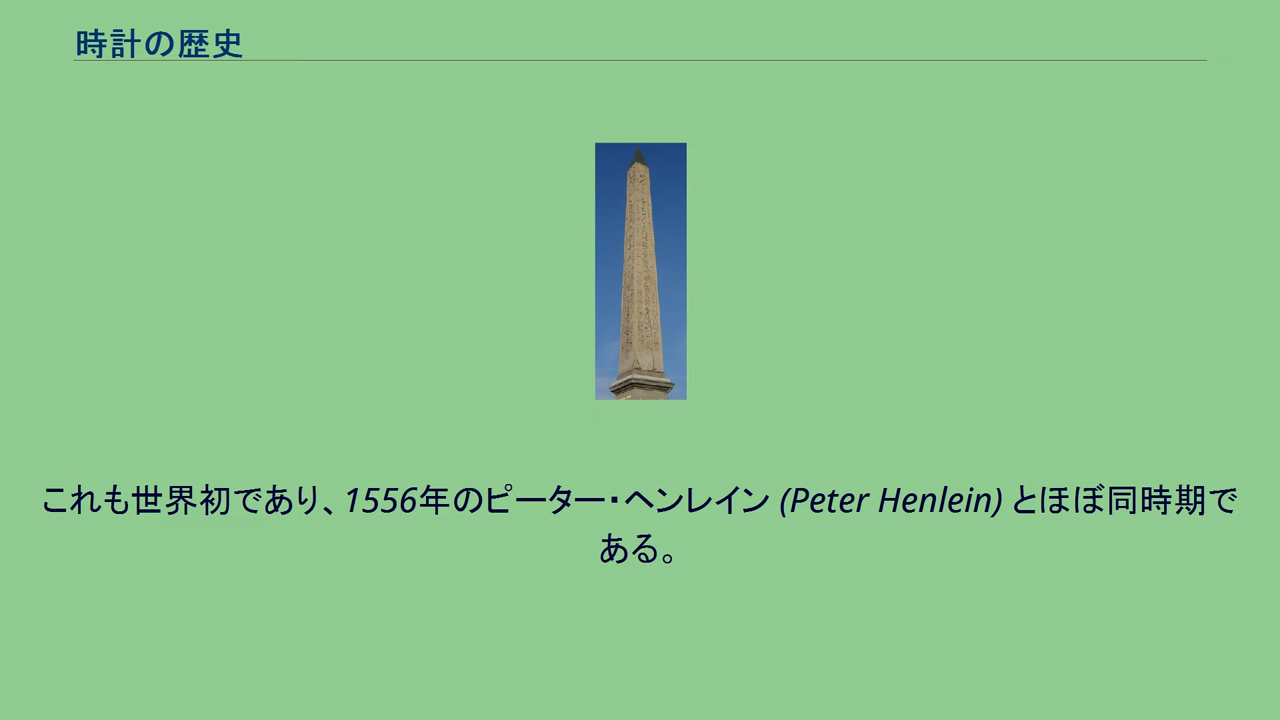 時計の歴史
これも世界初であり、1556年のピーター・ヘンレイン (Peter Henlein) とほぼ同時期で
ある。